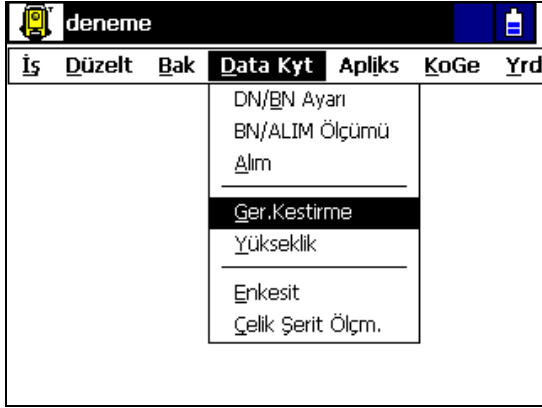 deneme
İş Düzelt Bak Data Kyt Apliks KoGe Yrd
DN/BN Ayarı
BN/ALIM Ölçümü
Alım
Ger.Kestirme
Yükseklik
Enkesit
Çelik Şerit Ölçm.